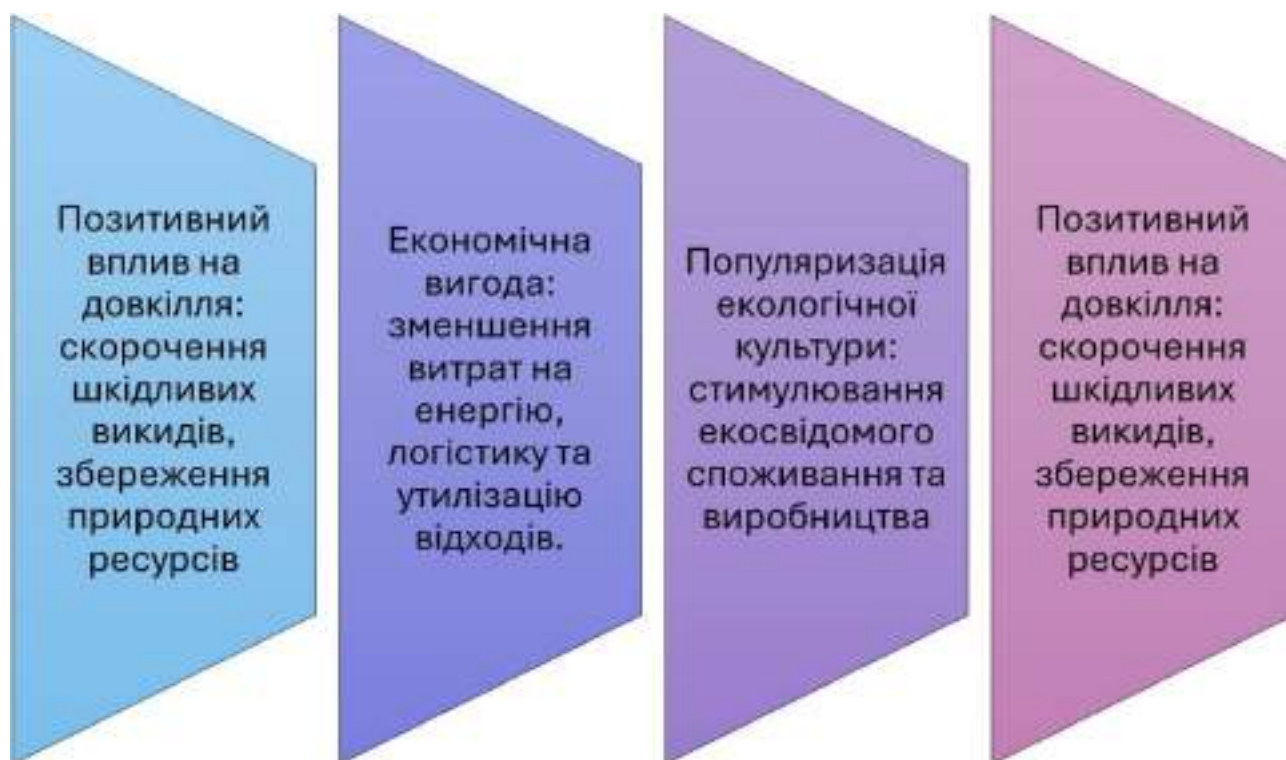 Позитивний
вплив на
довкілля:
скорочення
шкідливих
викидів,
збереження
природних
ресурсів
Економічна
вигода:
зменшення
витрат на
енергію,
логістику та
утилізацію
відходів.
Популяризація
екологічної
культури:
стимулювання
екосвідомого
споживання та
виробництва
Позитивний
вплив на
довкілля:
скорочення
шкідливих
викидів,
збереження
природних
ресурсів